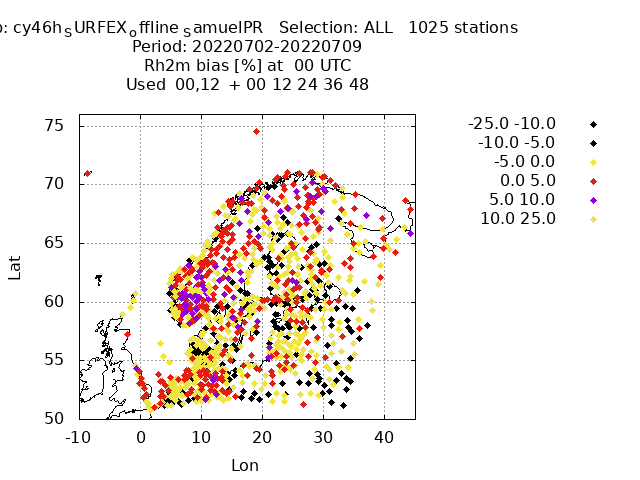 p: cy46h_SURFEX_offline_samuelPR Selection: ALL 1025 stations
Period: 20220702-20220709
Rh2m bias [%] at 00 UTC
Used 00,12 + 00 12 24 36 48
-25.0 -10.0
-10.0 -5.0
-5.0 0.0
0.0 5.0
5.0 10.0
10.0 25.0
75
70
65
60
55
50
Lat
-10 0 10 20 30 40
Lon